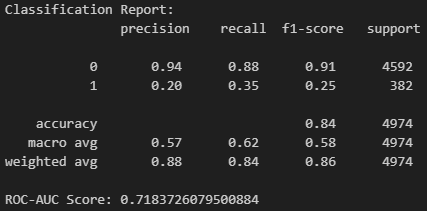 Classification Report:
precision recall f1-score support
0 0.94 0.88 0.91 4592
1 0.20 0.35 0.25 382
accuracy 0.84 4974
macro avg 0.57 0.62 0.58 4974
weighted avg 0.88 0.84 0.86 4974
ROC-AUC Score: 0.7183726079500884